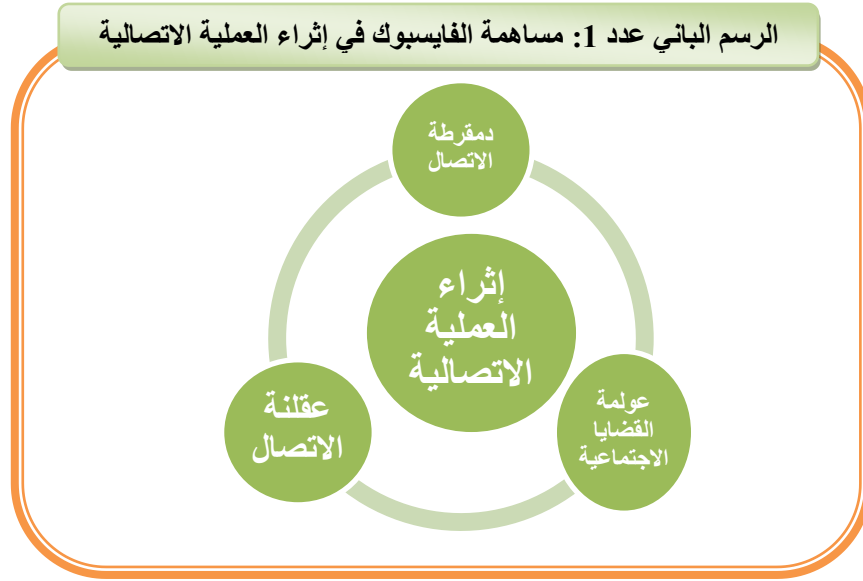 الرسم الباني عدد 1: مساهمة الفايسبوك في إثراء العملية الاتصالية
دمقرطة
الاتصال
إثراء
العملية
الاتصالية
عولمة
القضايا
الاجتماعية
عقلنة
الاتصال